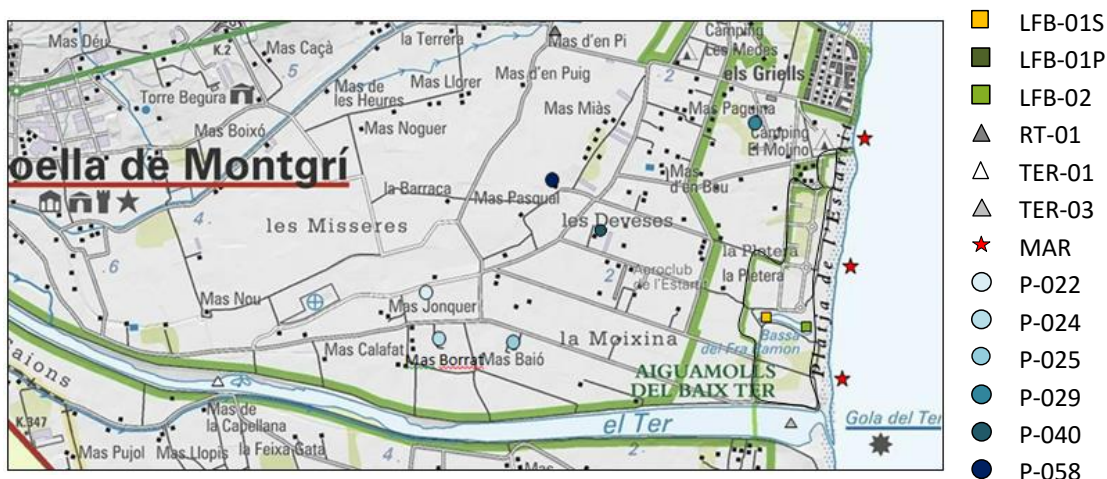 Mas Déu
K.2
Mas Caçà
la Terrera
Mas d'en Pi
Càmping
Les Medes
5
Mas Llorer
Mas d'en Puig
2
els Griells
Torre Begura
Mas de
les Heures
Mas Miàs
Mas Paguina
Mas Boixó
Mas Noguer
Càmping
El Molino
oella de Montgrí
la Barraca
Mas Pasqual
Mas
d'en Bou
4
les Misseres
les Deveses
6
la Pletera
la Pletera
2
Aeroclub
de l'Estartit
Platja de l'Estartit
Mas Nou
Mas Jonquer
Mas Calafat
Mas Borrat
Mas Baió
la Moixina
Bassa
del Fra Ramon
AIGUAMOLLS
DEL BAIX TER
aions
Mas de
la Capellana
K.347
el Ter
Gola del Ter
Mas Pujol
Mas Llopis
la Feixa Gata
4
2
Mas
LFB-01S
LFB-01P
LFB-02
RT-01
TER-01
TER-03
MAR
P-022
P-024
P-025
P-029
P-040
P-058